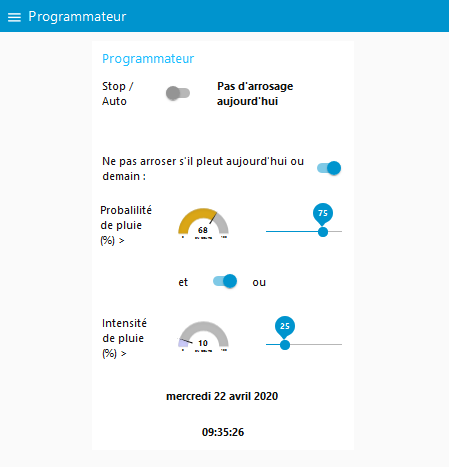 Programmateur
Programmateur
Stop /
Auto
Pas d'arrosage
aujourd'hui
Ne pas arroser s'il pleut aujourd'hui ou
demain :
Probalilité
de pluie
(%) >
68
75
et
ou
Intensité
de pluie
(%) >
10
25
mercredi 22 avril 2020
09:35:26